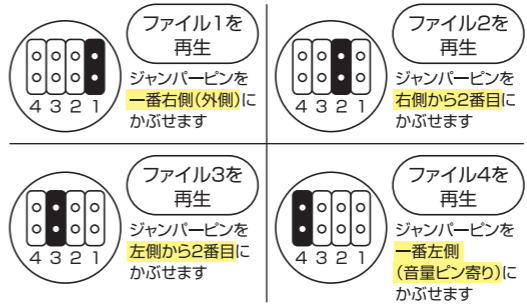 ファイル1を
再生
ジャンパーピンを
一番右側(外側)に
かぶせます
4 3 2 1
ファイル2を
再生
ジャンパーピンを
右側から2番目に
かぶせます
4 3 2 1
ファイル3を
再生
ジャンパーピンを
左側から2番目に
かぶせます
4 3 2 1
ファイル4を
再生
ジャンパーピンを
一番左側
(音量ピン寄り)に
かぶせます
4 3 2 1